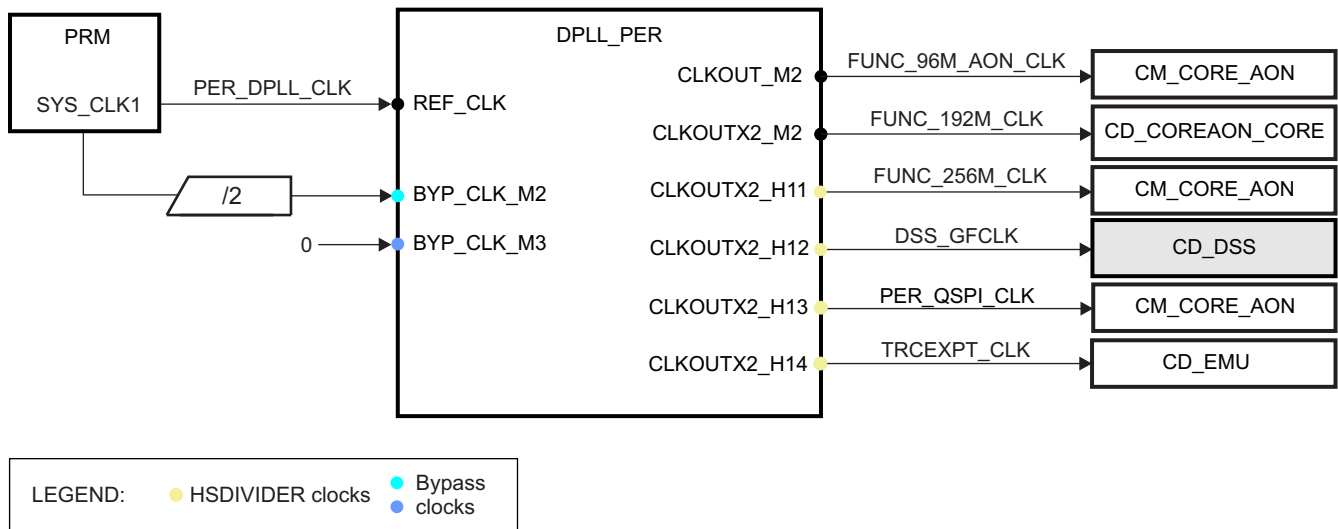 PRM
SYS_CLK1
PER_DPLL_CLK
/2
0
DPLL_PER
REF_CLK
BYP_CLK_M2
BYP_CLK_M3
CLKOUT_M2
CLKOUTX2_M2
CLKOUTX2_H11
CLKOUTX2_H12
CLKOUTX2_H13
CLKOUTX2_H14
FUNC_96M_AON_CLK
FUNC_192M_CLK
FUNC_256M_CLK
DSS_GFCLK
PER_QSPI_CLK
TRCEXPT_CLK
CM_CORE_AON
CD_COREAON_CORE
CM_CORE_AON
CD_DSS
CM_CORE_AON
CD_EMU
LEGEND:
HSDIVIDER clocks
Bypass
clocks